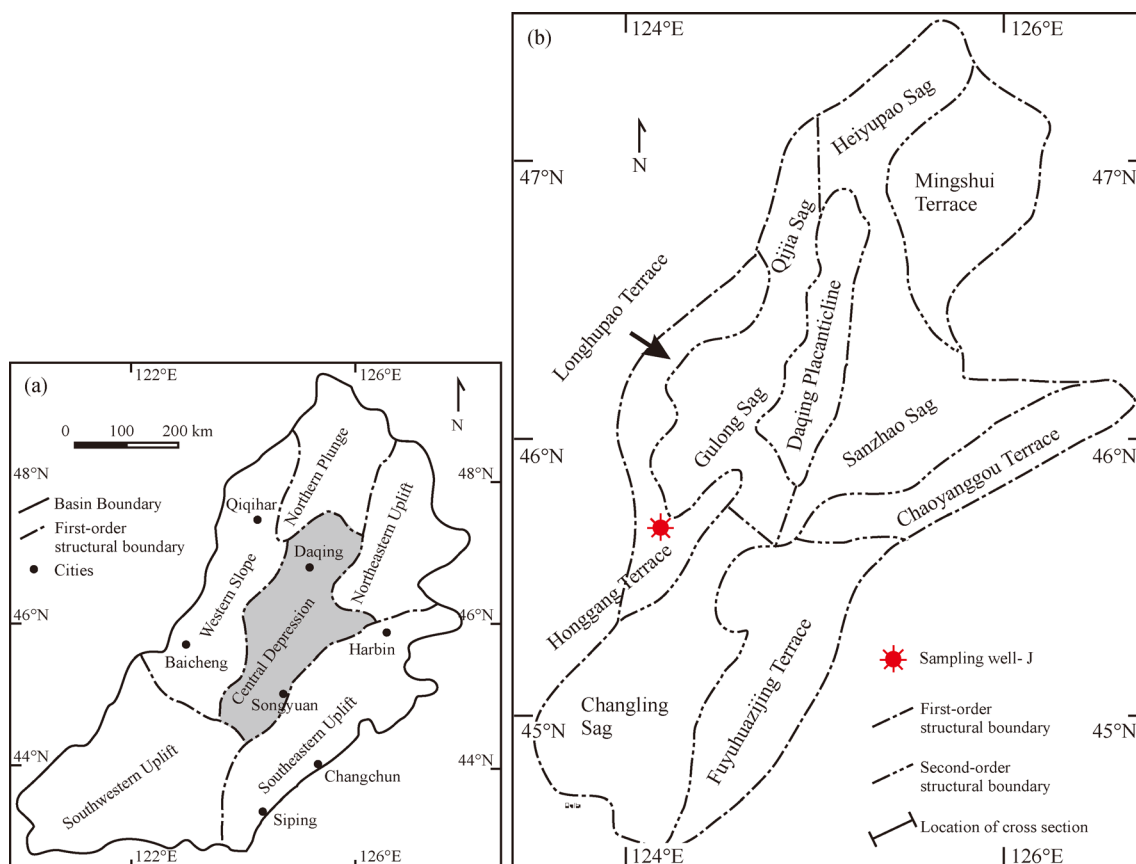 (a)
122°E
126°E
0 100 200 km
N
48°N
48°N
Basin Boundary
First-order
structural boundary
Cities
Qiqihar
Northern Plunge
Northeastern Uplift
Daqing
Western Slope
46°N
46°N
Central Depression
Baicheng
Harbin
Songyuan
44°N
44°N
Southwestern Uplift
Southeastern Uplift
Changchun
Siping
122°E
126°E
(b)
124°E
126°E
N
47°N
47°N
Heiyupao Sag
Mingshui
Terrace
Qijia Sag
Longhupao Terrace
Daqing Placanticline
Gulong Sag
Sanzhao Sag
46°N
46°N
Chaoyanggou Terrace
Honggang Terrace
Fuyuhuazijing Terrace
Changling
Sag
45°N
45°N
Sampling well- J
First-order
structural boundary
Second-order
structural boundary
Location of cross section
124°E
126°E